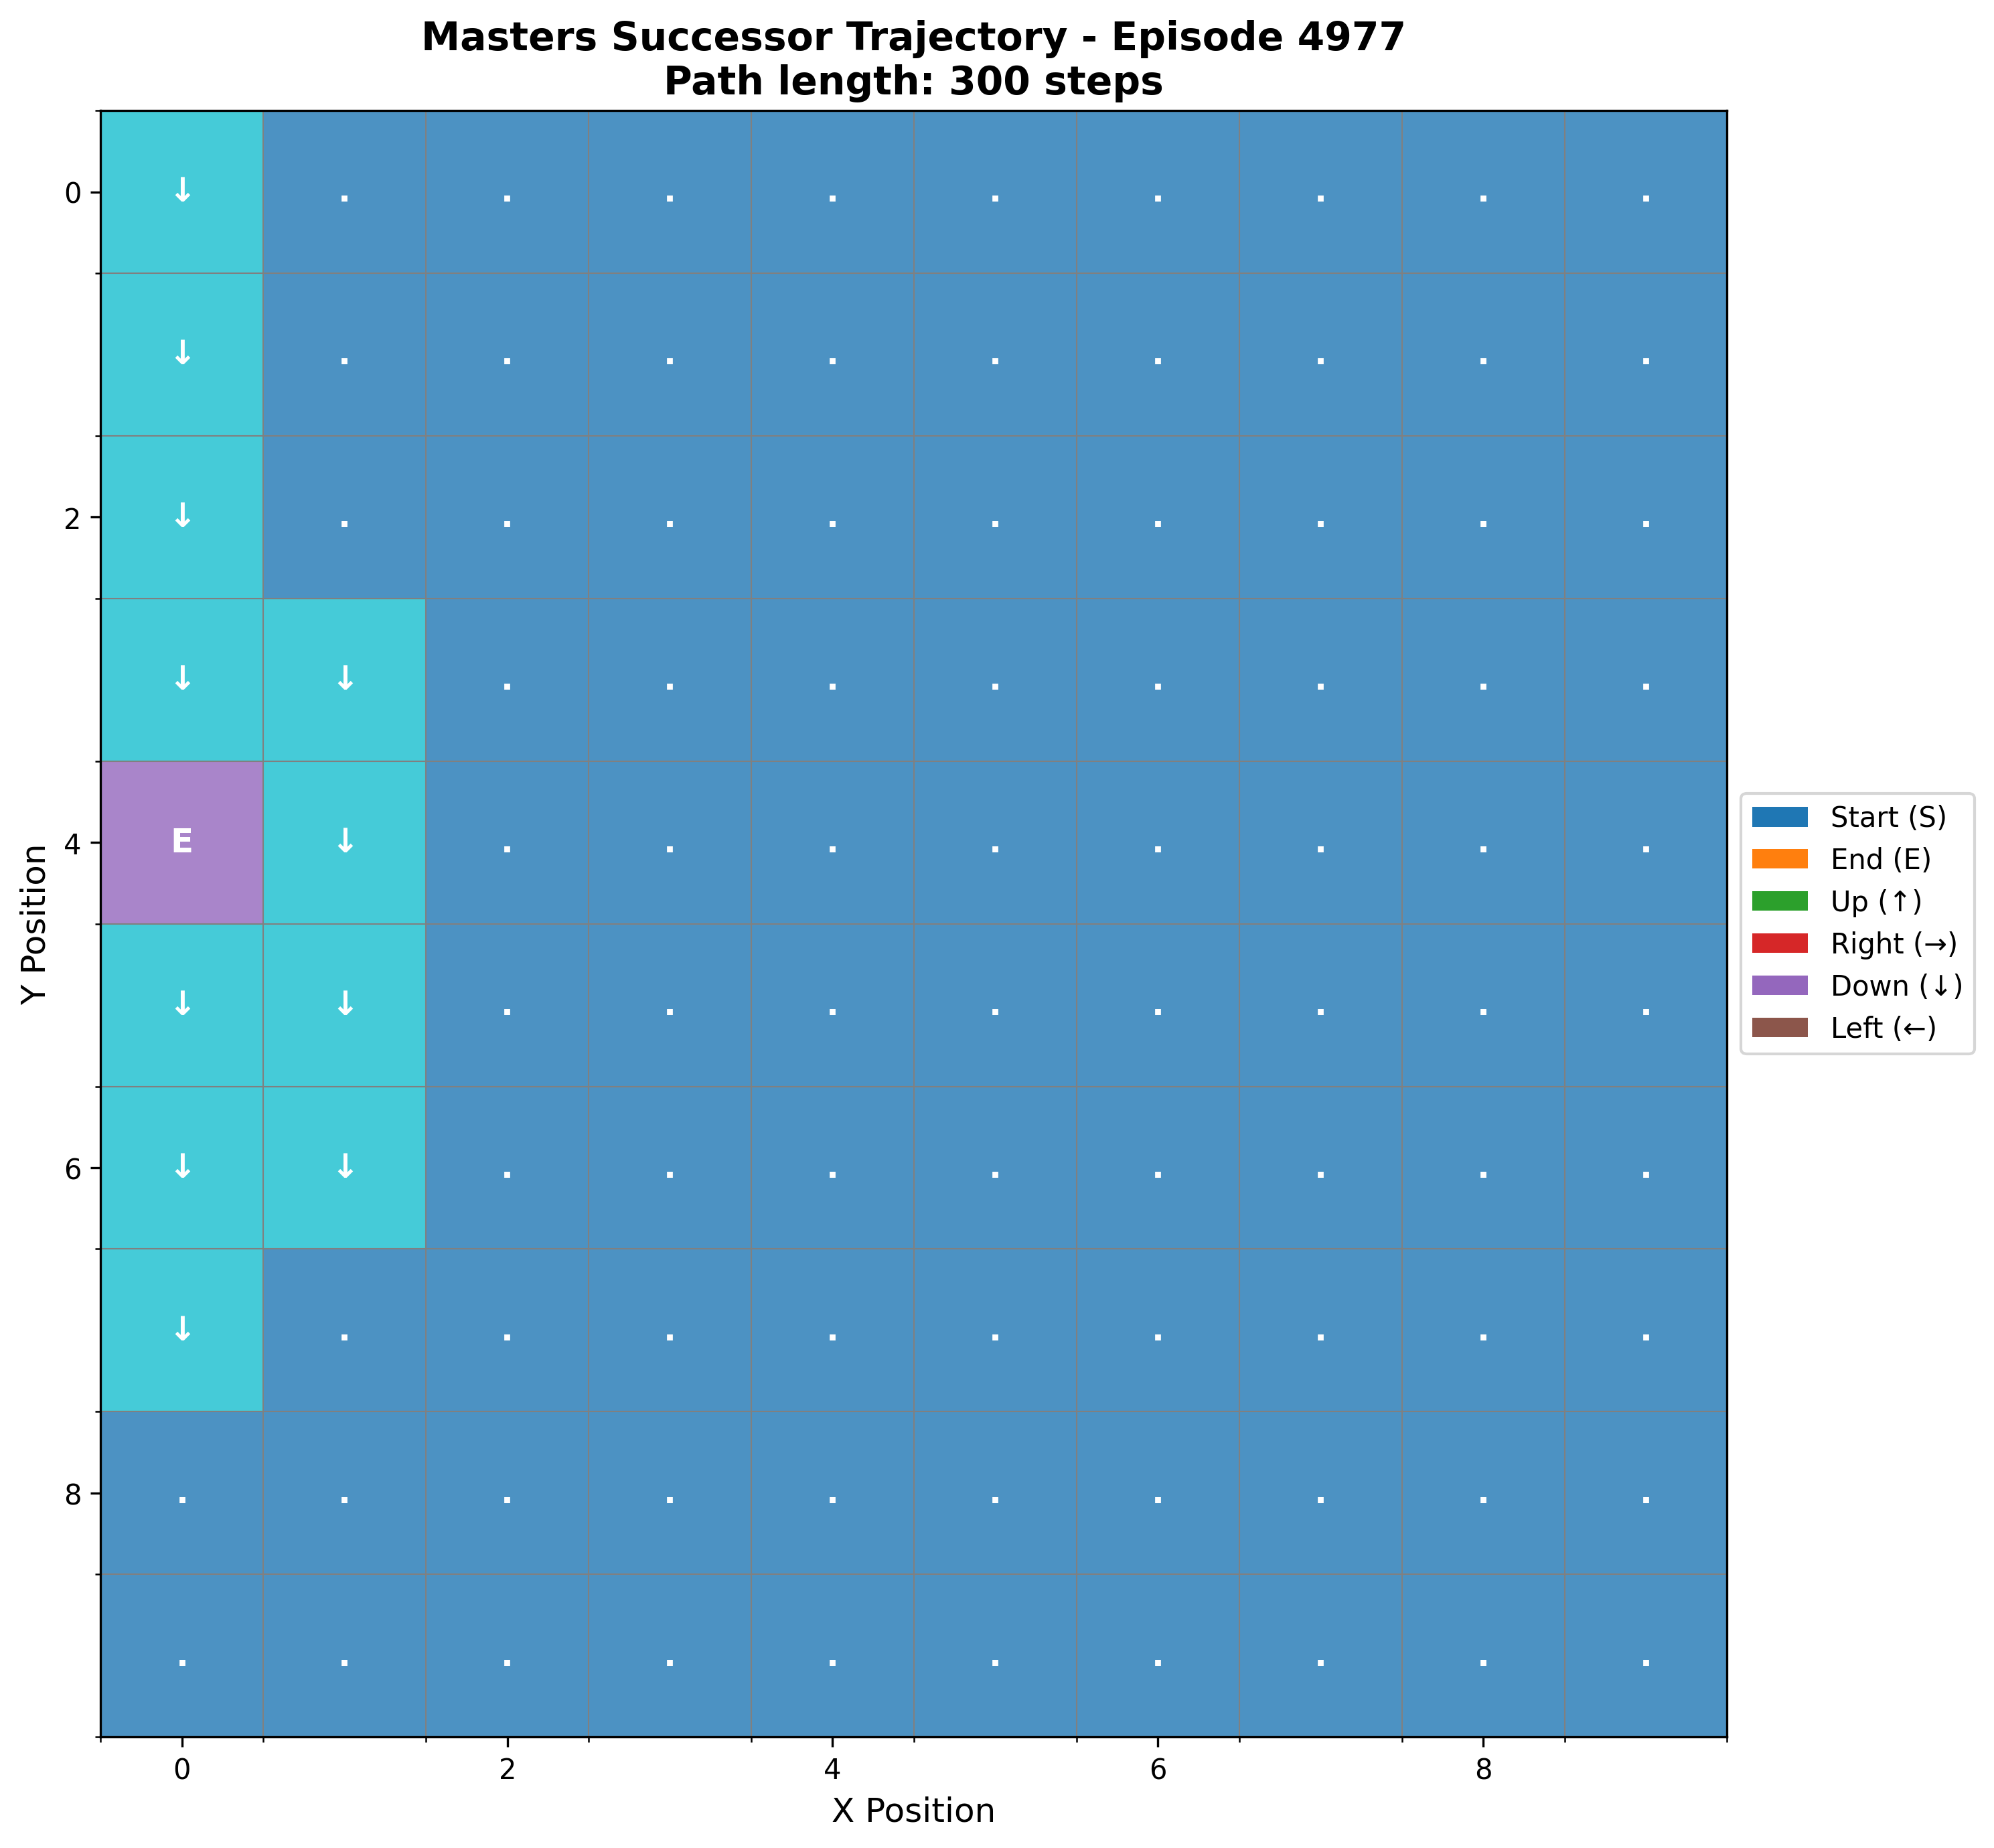 Masters Successor Trajectory - Episode 4977
Path length: 300 steps
0 ↓ . . . . . . . . .
↓ . . . . . . . . .
2 ↓ . . . . . . . . .
↓ ↓ . . . . . . . .
4 E ↓ . . . . . . . .
↓ ↓ . . . . . . . .
6 ↓ ↓ . . . . . . . .
↓ . . . . . . . . .
8 . . . . . . . . . .
. . . . . . . . . .
0 2 4 6 8
X Position
Y Position
Start (S)
End (E)
Up (↑)
Right (→)
Down (↓)
Left (←)